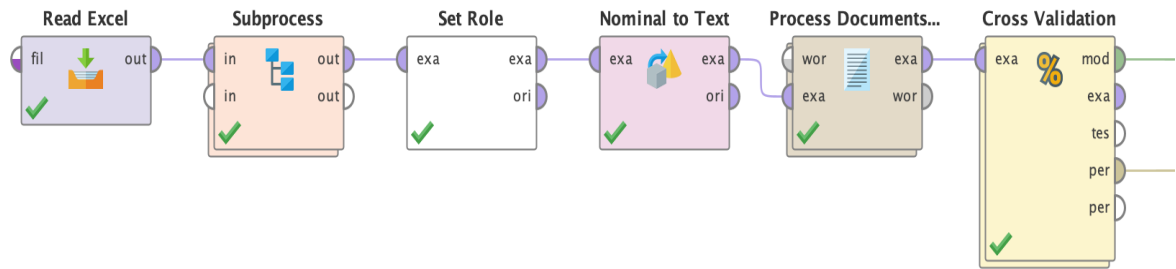 Read Excel Subprocess Set Role Nominal to Text Process Documents... Cross Validation
fil out in out exa exa exa exa wor exa exa mod
in out ori ori exa wor exa
tes
per
per
%